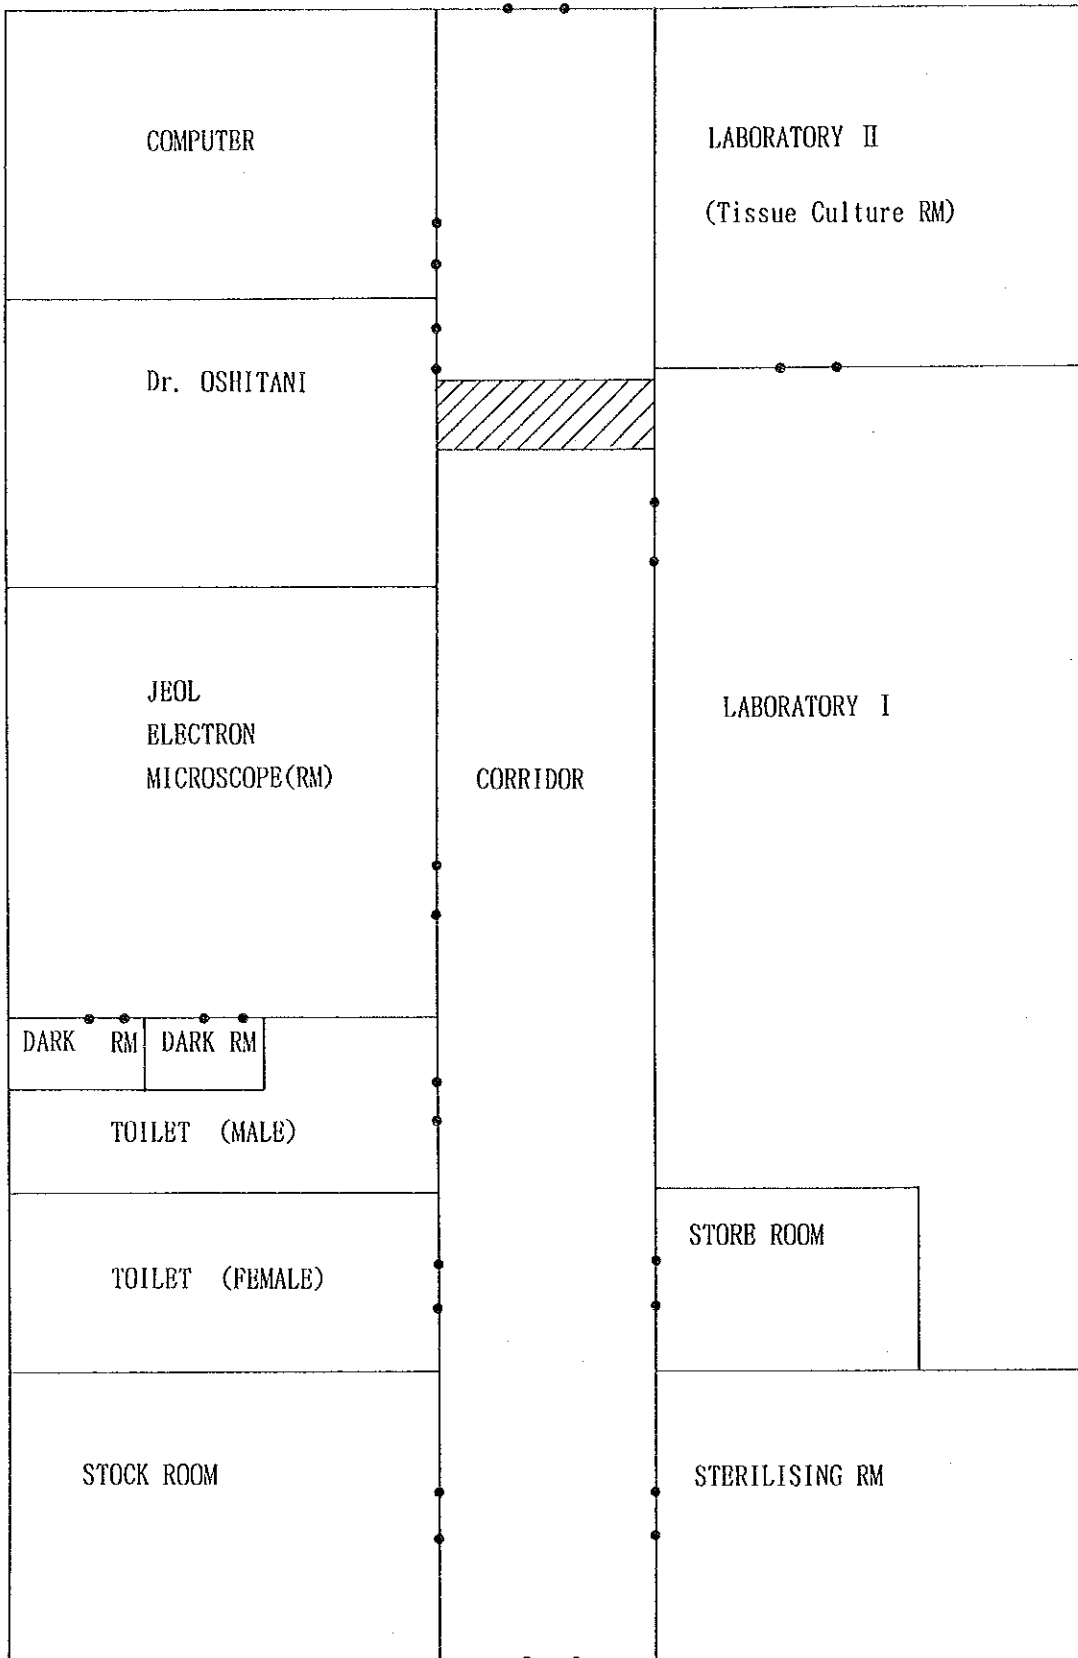 COMPUTER
LABORATORY II
(Tissue Culture RM)
Dr. OSHITANI
JEOL
ELECTRON
MICROSCOPE(RM)
CORRIDOR
LABORATORY I
DARK RM
DARK RM
TOILET (MALE)
TOILET (FEMALE)
STORE ROOM
STOCK ROOM
STERILISING RM